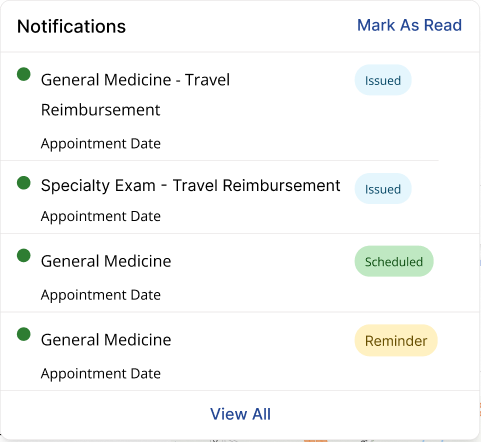 Notifications
Mark As Read
General Medicine - Travel
Reimbursement
Issued
Appointment Date
Specialty Exam - Travel Reimbursement
Issued
Appointment Date
General Medicine
Scheduled
Appointment Date
General Medicine
Reminder
Appointment Date
View All